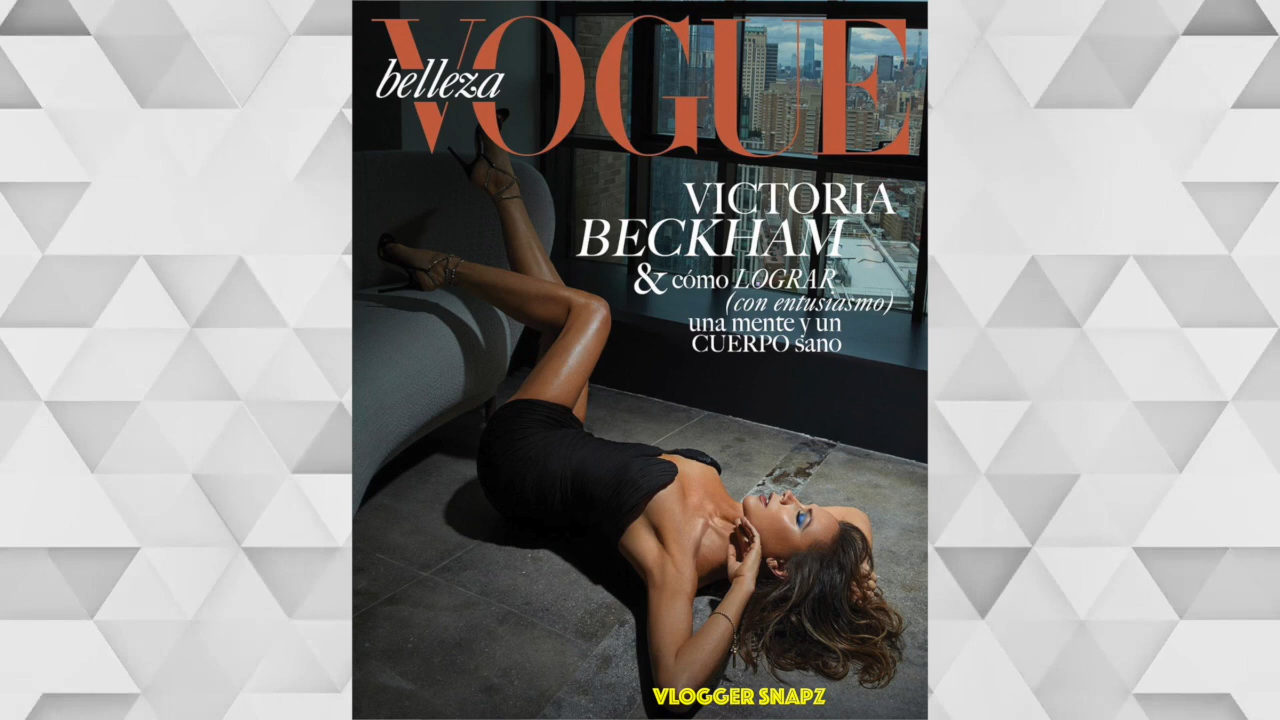 VOGUE
belleza
VICTORIA
BECKHAM
& cómo LOGRAR
(con entusiasmo)
una mente y un
CUERPO sano
VLOGGER SNAPZ